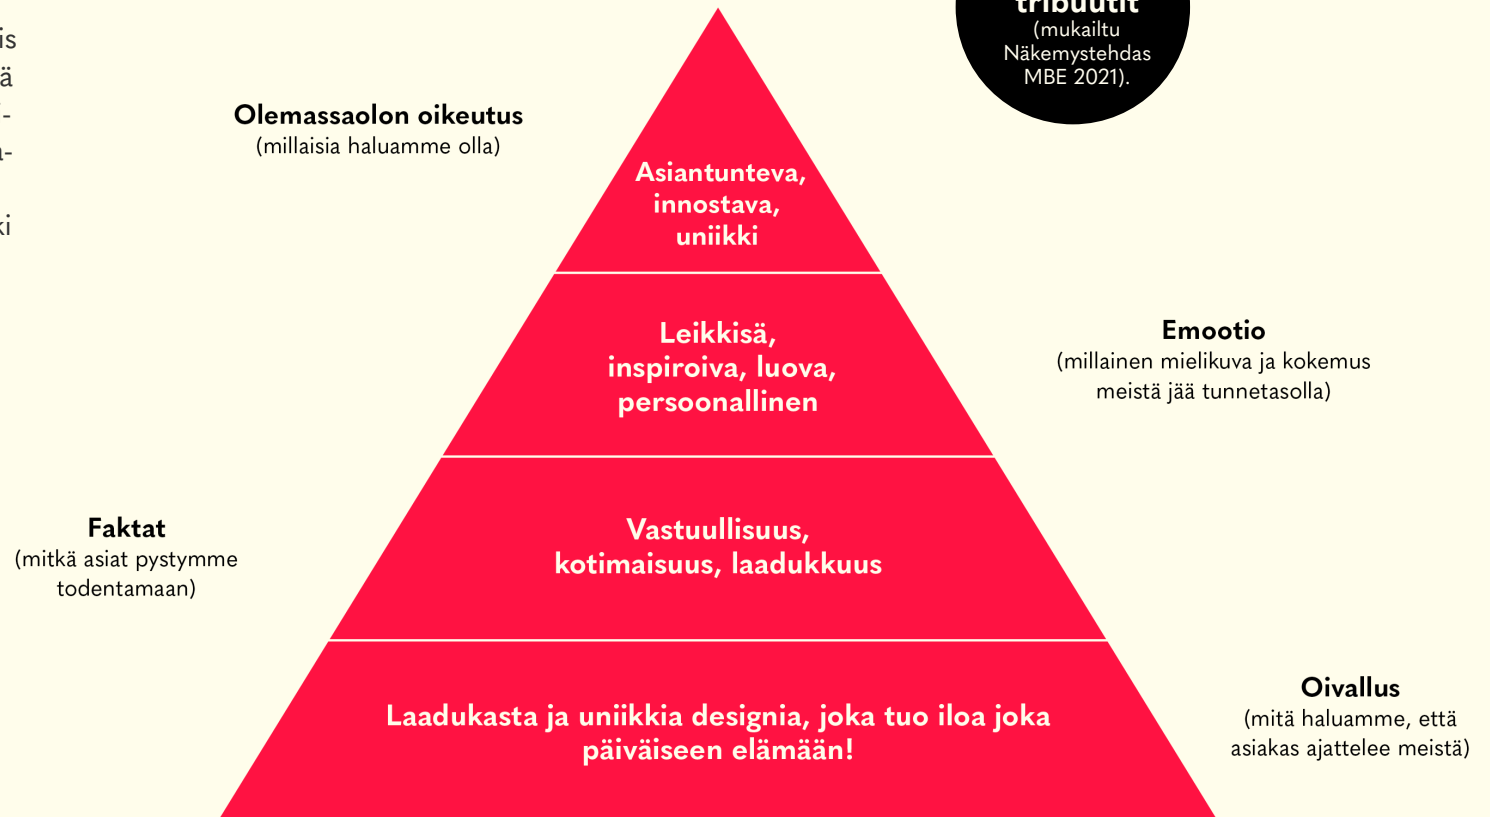 tribuutit
(mukailtu
Näkemystehdas
MBE 2021).
is
ä
-
a-
ki
Olemassaolon oikeutus
(millaisia haluamme olla)
Asiantunteva,
innostava,
uniikki
Leikkisä,
inspiroiva, luova,
persoonallinen
Emootio
(millainen mielikuva ja kokemus
meistä jää tunnetasolla)
Faktat
(mitkä asiat pystymme
todentamaan)
Vastuullisuus,
kotimaisuus, laadukkuus
Laadukasta ja uniikkia designia, joka tuo iloa joka
päiväiseen elämään!
Oivallus
(mitä haluamme, että
asiakas ajattelee meistä)